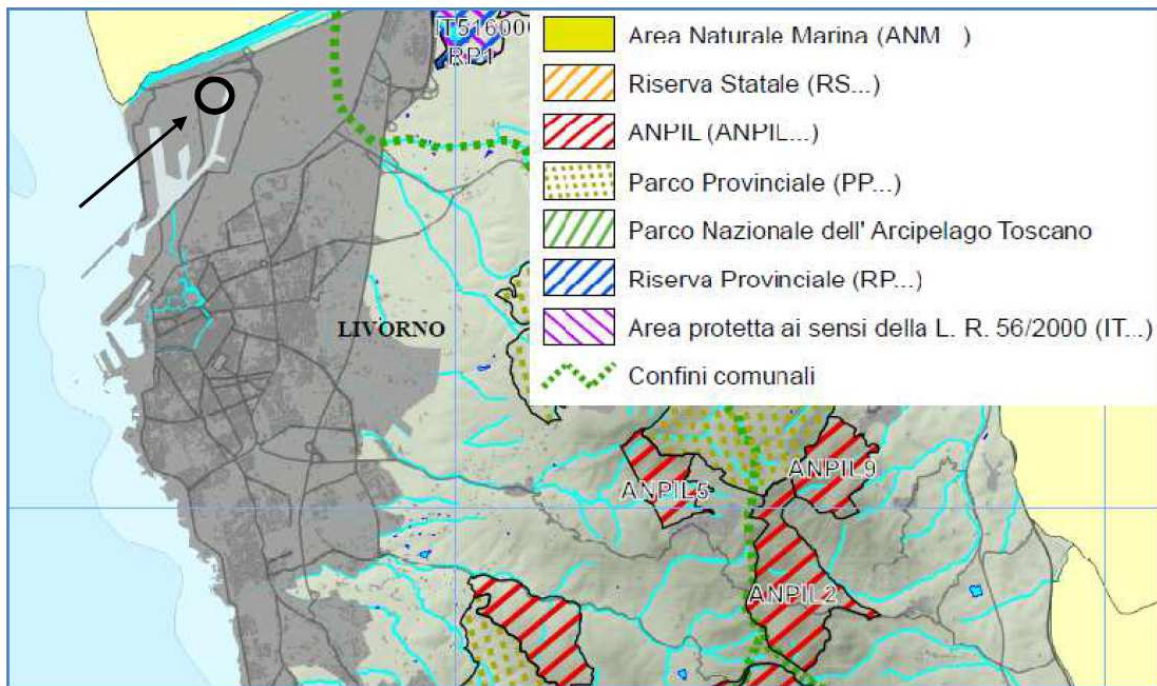 IT516000
RP1
Area Naturale Marina (ANM )
Riserva Statale (RS...)
ANPIL (ANPIL...)
Parco Provinciale (PP...)
Parco Nazionale dell' Arcipelago Toscano
Riserva Provinciale (RP...)
Area protetta ai sensi della L. R. 56/2000 (IT...)
Confini comunali
LIVORNO
ANPIL9
ANPIL5
ANPIL2